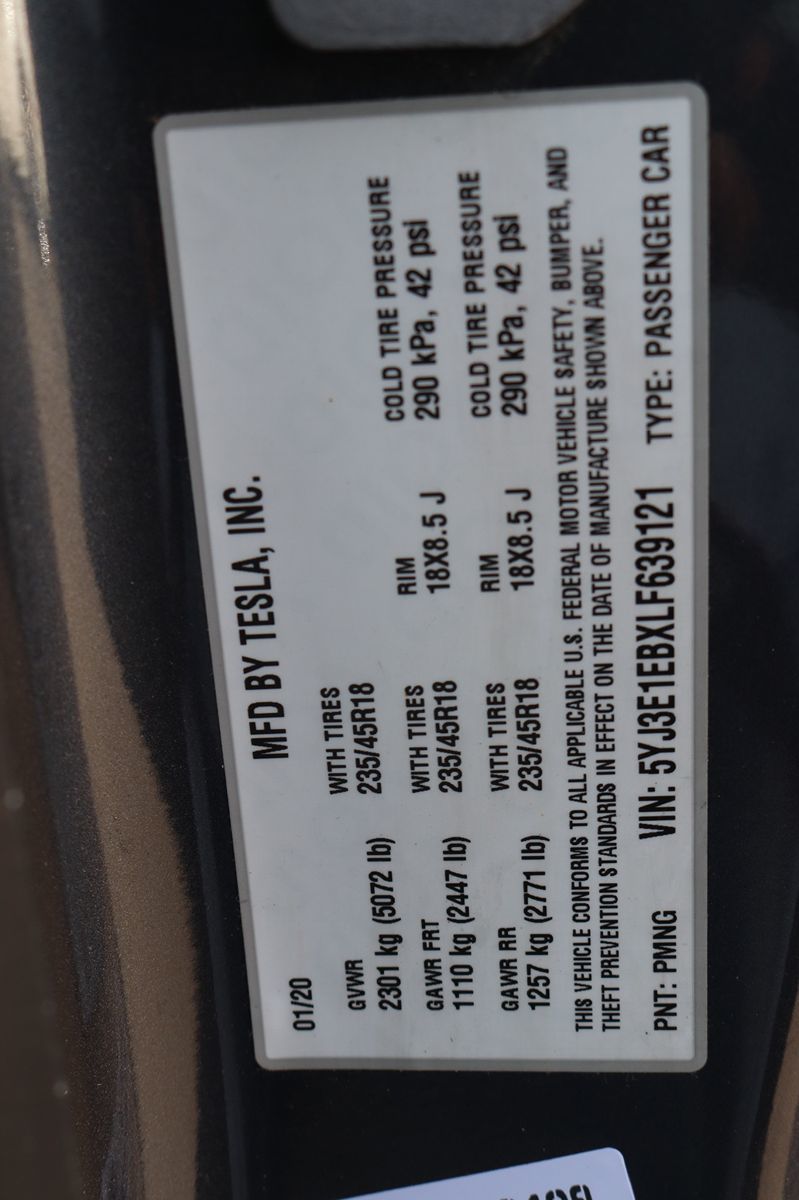 MFD BY TESLA, INC.
01/20
GVWR WITH TIRES
2301 kg (5072 lb) 235/45R18
GAWR FRT WITH TIRES RIM COLD TIRE PRESSURE
1110 kg (2447 lb) 235/45R18 18X8.5 J 290 kPa, 42 psi
GAWR RR WITH TIRES RIM COLD TIRE PRESSURE
1257 kg (2771 lb) 235/45R18 18X8.5 J 290 kPa, 42 psi
THIS VEHICLE CONFORMS TO ALL APPLICABLE U.S. FEDERAL MOTOR VEHICLE SAFETY, BUMPER, AND
THEFT PREVENTION STANDARDS IN EFFECT ON THE DATE OF MANUFACTURE SHOWN ABOVE.
PNT: PMNG VIN: 5YJ3E1EBXLF639121 TYPE: PASSENGER CAR